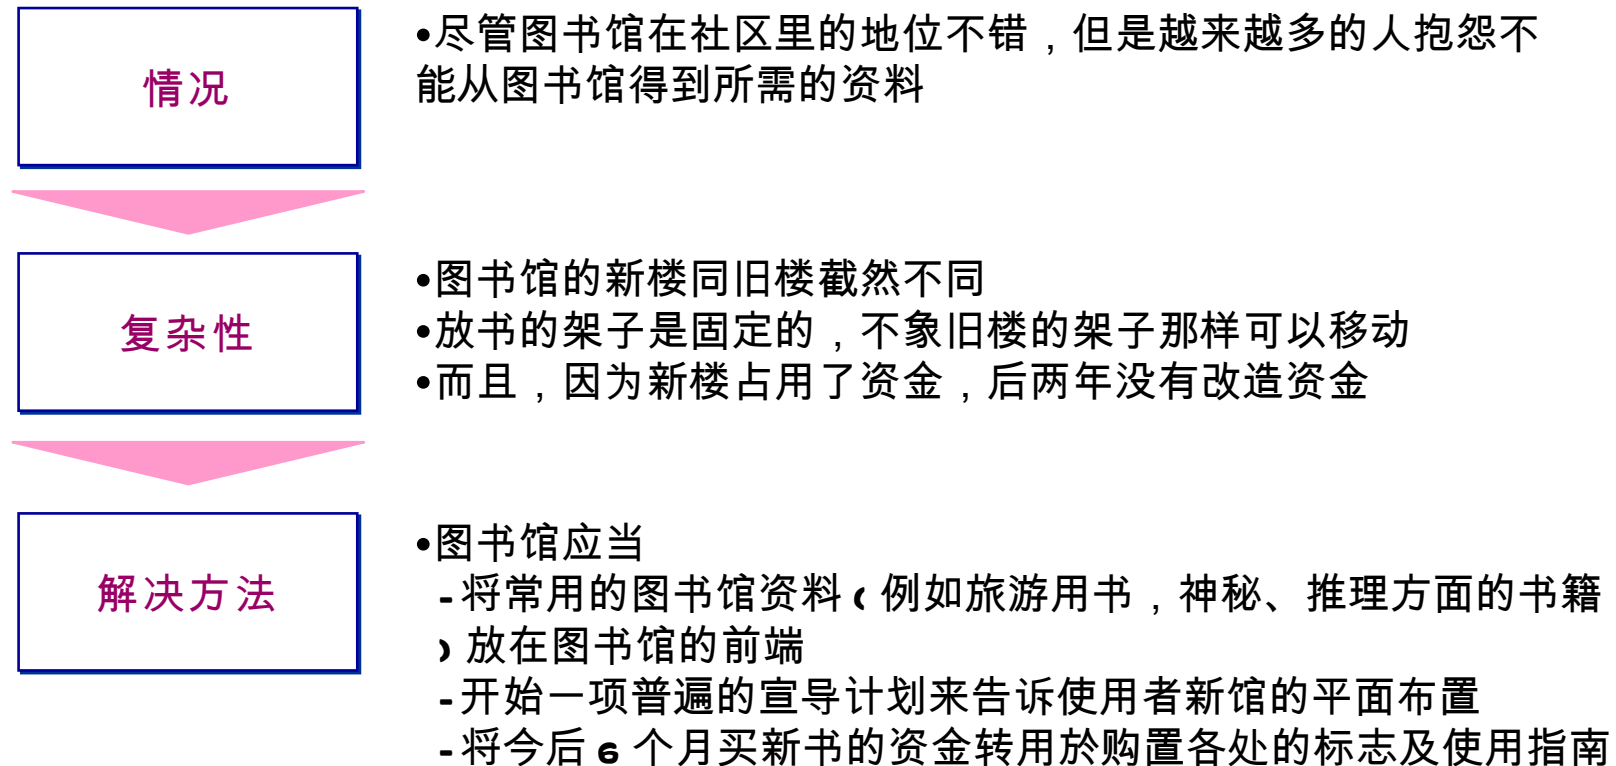 情况
•尽管图书馆在社区里的地位不错，但是越来越多的人抱怨不
能从图书馆得到所需的资料
复杂性
•图书馆的新楼同旧楼截然不同
•放书的架子是固定的，不象旧楼的架子那样可以移动
•而且，因为新楼占用了资金，后两年没有改造资金
解决方法
•图书馆应当
-将常用的图书馆资料(例如旅游用书，神秘、推理方面的书籍
)放在图书馆的前端
-开始一项普遍的宣导计划来告诉使用者新馆的平面布置
-将今后6个月买新书的资金转用於购置各处的标志及使用指南